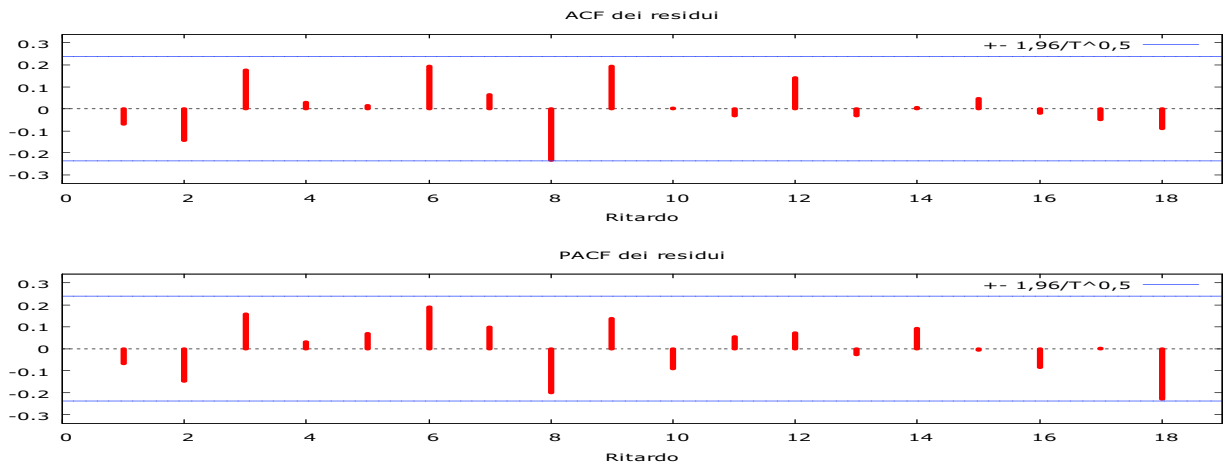 ACF dei residui
+- 1,96/T^0,5
0.3
0.2
0.1
0
-0.1
-0.2
-0.3
0 2 4 6 8 10 12 14 16 18
Ritardo
PACF dei residui
+- 1,96/T^0,5
0.3
0.2
0.1
0
-0.1
-0.2
-0.3
0 2 4 6 8 10 12 14 16 18
Ritardo